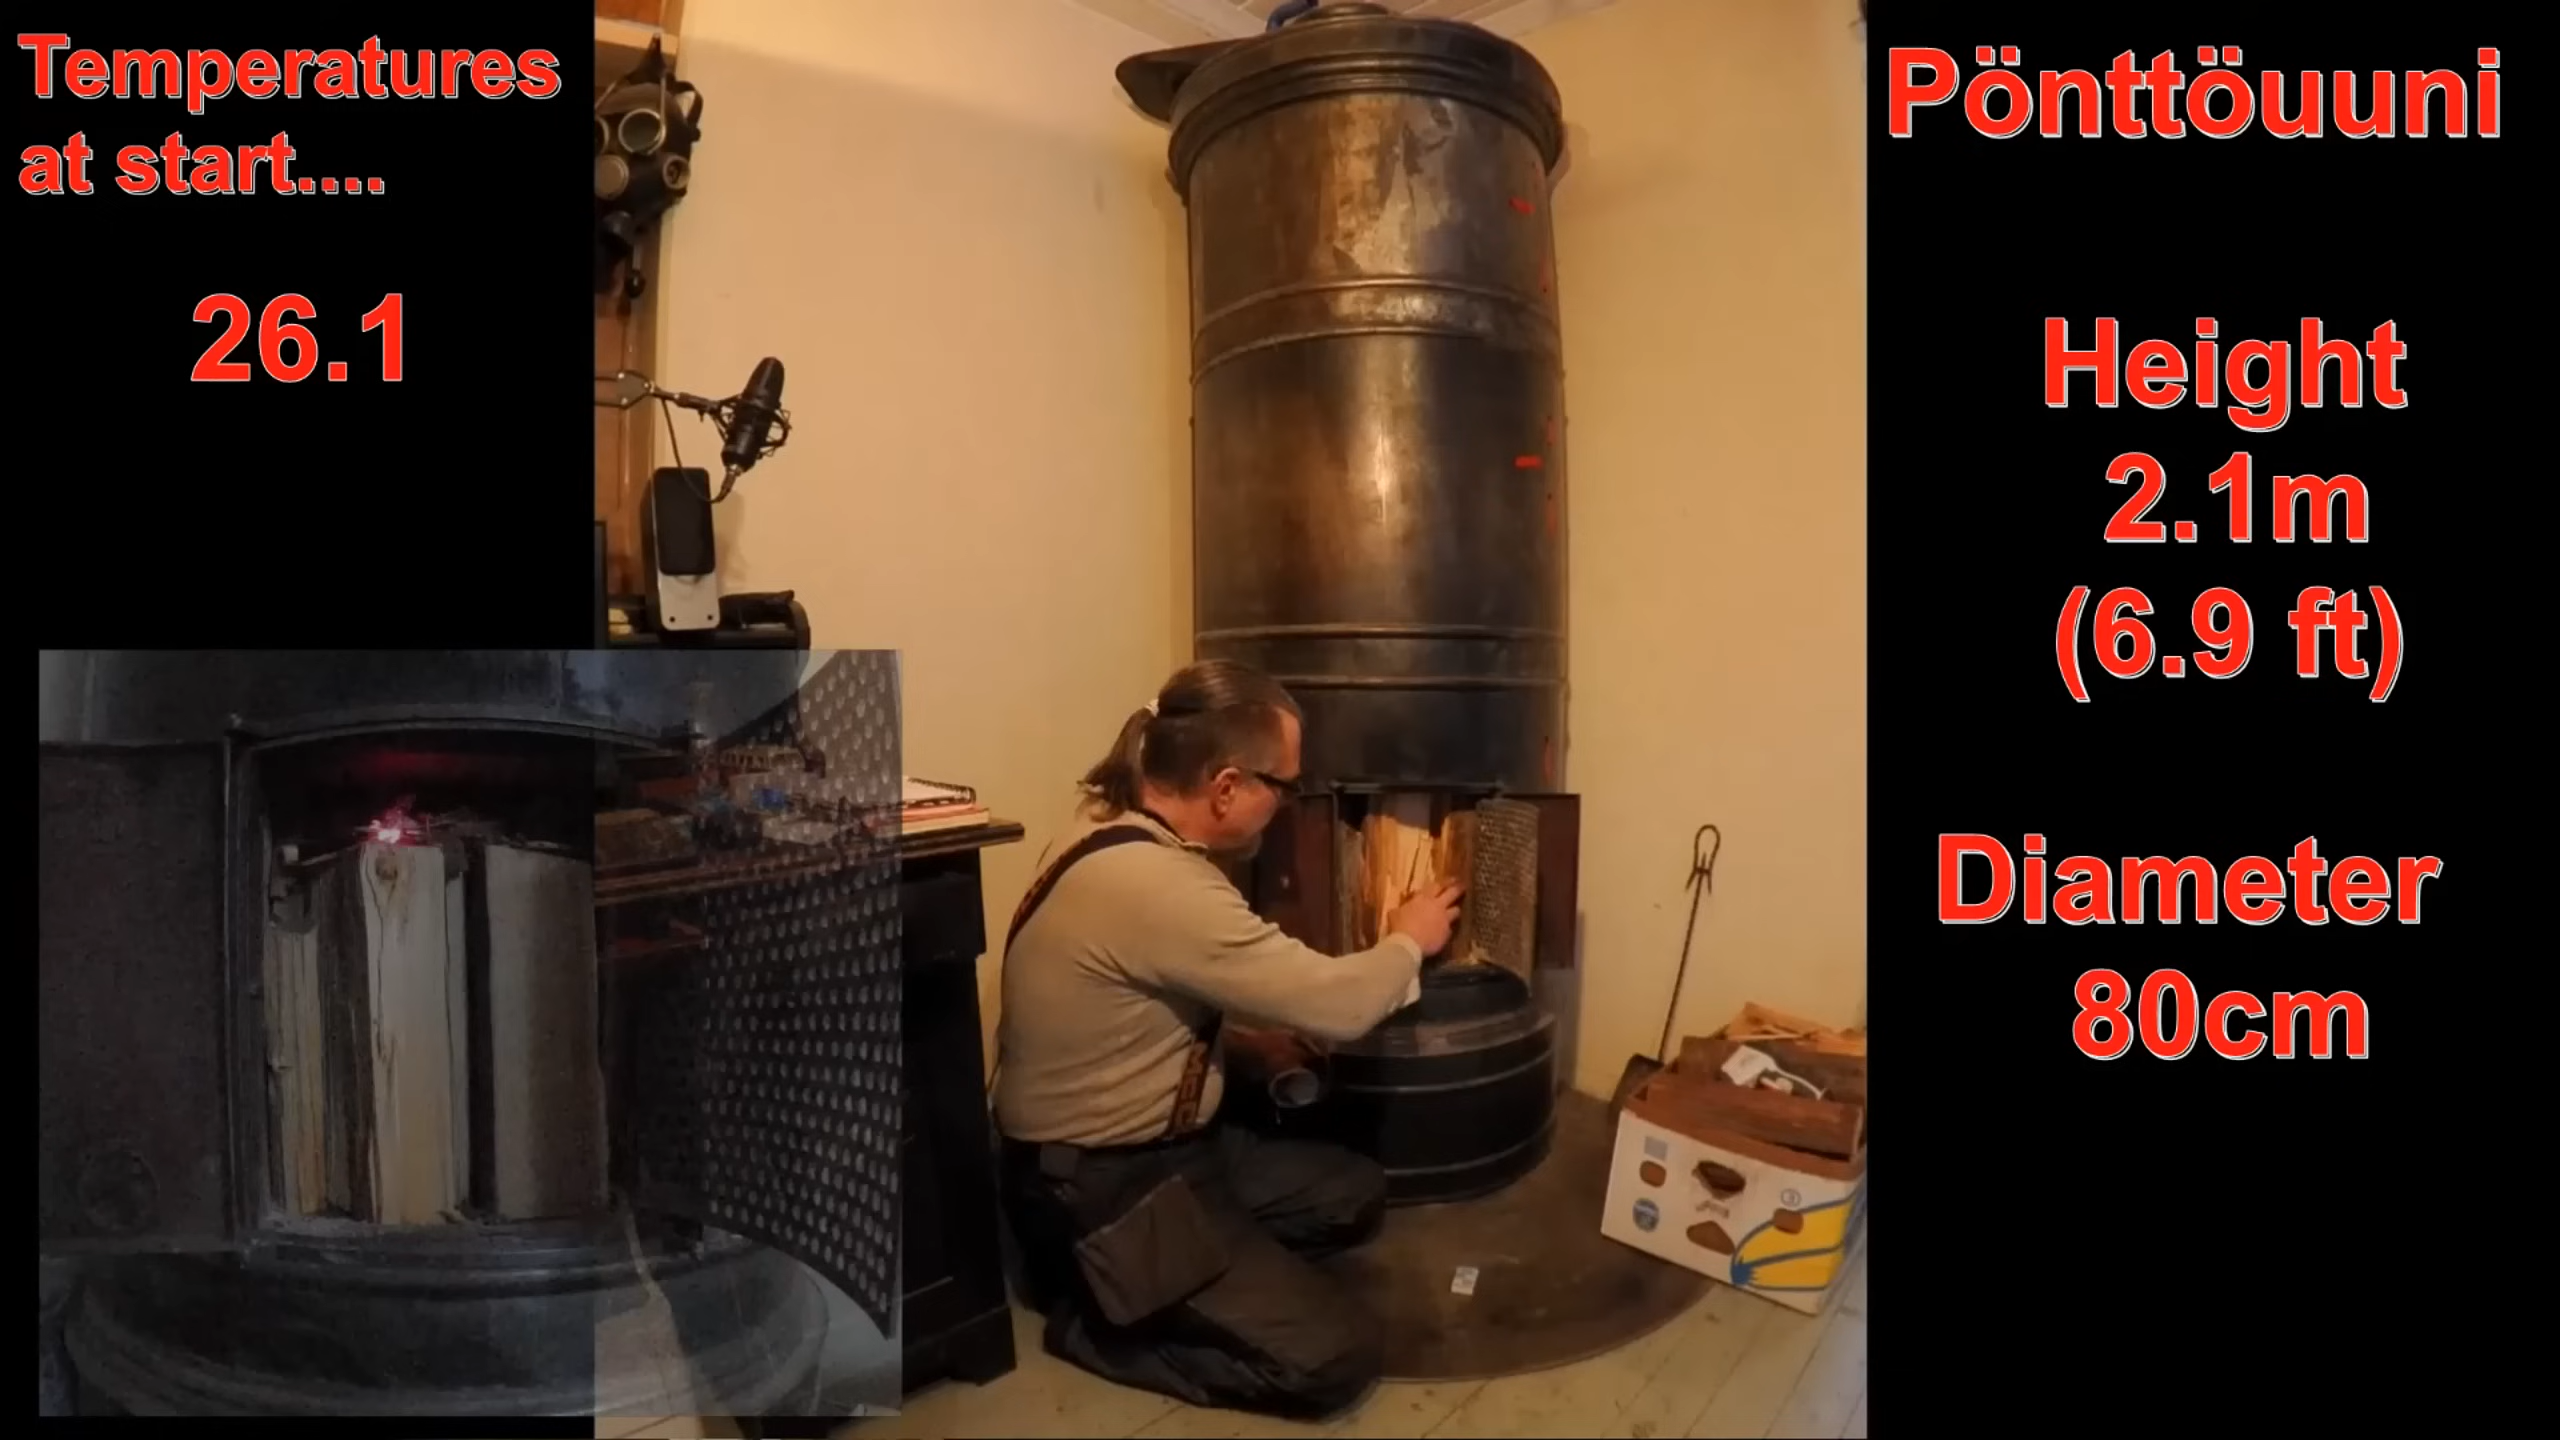 Temperatures
at start....
26.1
Pönttöuuni
Height
2.1m
(6.9 ft)
Diameter
80cm